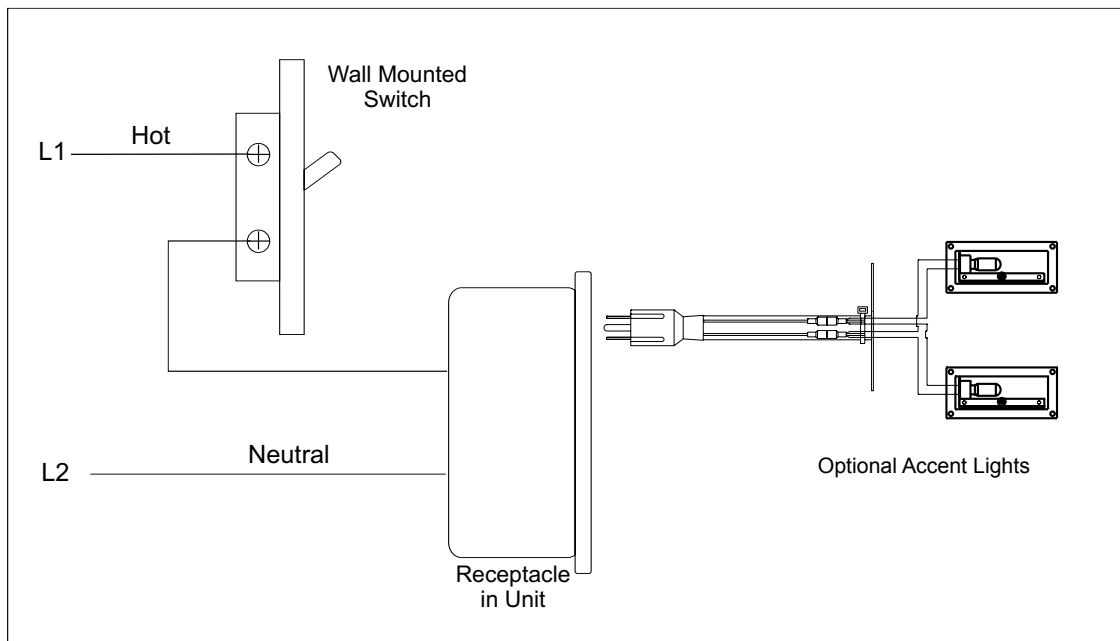 Wall Mounted
Switch
Hot
L1
Neutral
L2
Optional Accent Lights
Receptacle
in Unit